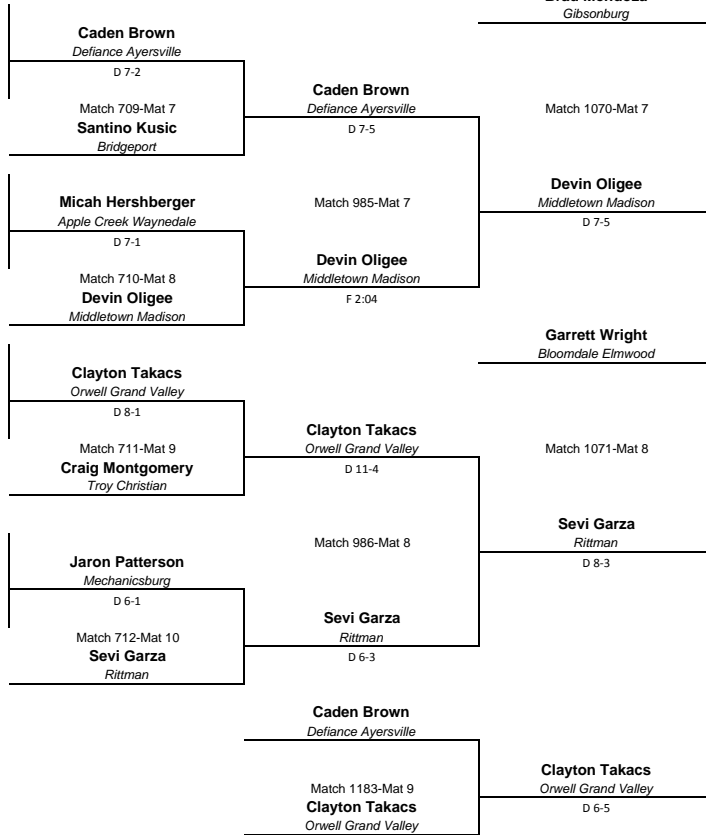 Caden Brown
Defiance Ayersville
D 7-2
Match 709-Mat 7
Santino Kusic
Bridgeport
Micah Hershberger
Apple Creek Waynedale
D 7-1
Match 710-Mat 8
Devin Oligee
Middletown Madison
Clayton Takacs
Orwell Grand Valley
D 8-1
Match 711-Mat 9
Craig Montgomery
Troy Christian
Jaron Patterson
Mechanicsburg
D 6-1
Match 712-Mat 10
Sevi Garza
Rittman
Caden Brown
Defiance Ayersville
D 7-5
Match 985-Mat 7
Devin Oligee
Middletown Madison
F 2:04
Clayton Takacs
Orwell Grand Valley
D 11-4
Match 986-Mat 8
Sevi Garza
Rittman
D 6-3
Caden Brown
Defiance Ayersville
Match 1183-Mat 9
Clayton Takacs
Orwell Grand Valley
Brad Mendoza
Gibsonburg
Match 1070-Mat 7
Devin Oligee
Middletown Madison
D 7-5
Garrett Wright
Bloomdale Elmwood
Match 1071-Mat 8
Sevi Garza
Rittman
D 8-3
Clayton Takacs
Orwell Grand Valley
D 6-5